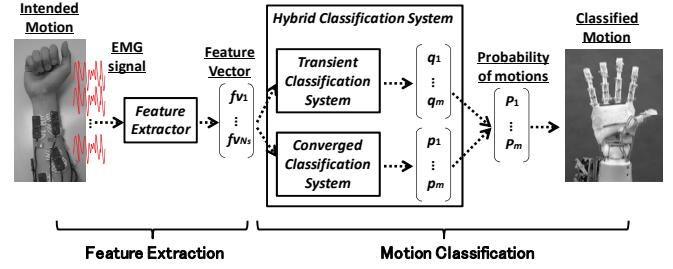 Intended
Motion
EMG
signal
Feature
Extractor
Feature
Vector
fv1
⋮
fvNs
Hybrid Classification System
Transient
Classification
System
q1
⋮
qm
Converged
Classification
System
p1
⋮
pm
Probability
of motions
P1
⋮
Pm
Classified
Motion
Feature Extraction
Motion Classification